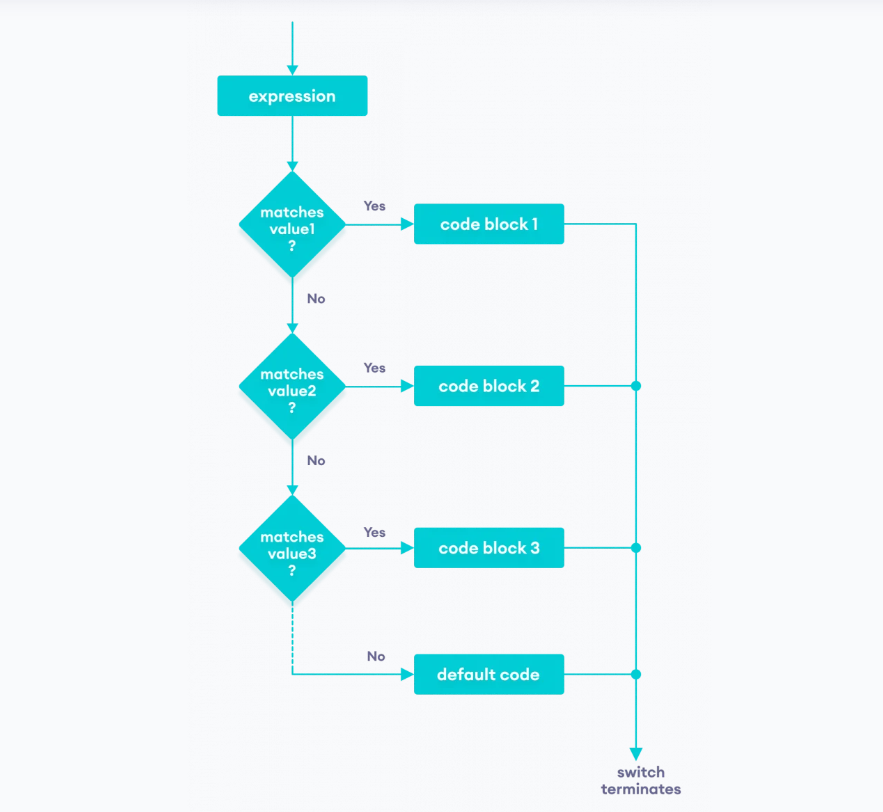 expression
matches
value1
?
Yes
code block 1
No
matches
value2
?
Yes
code block 2
No
matches
value3
?
Yes
code block 3
No
default code
switch
terminates